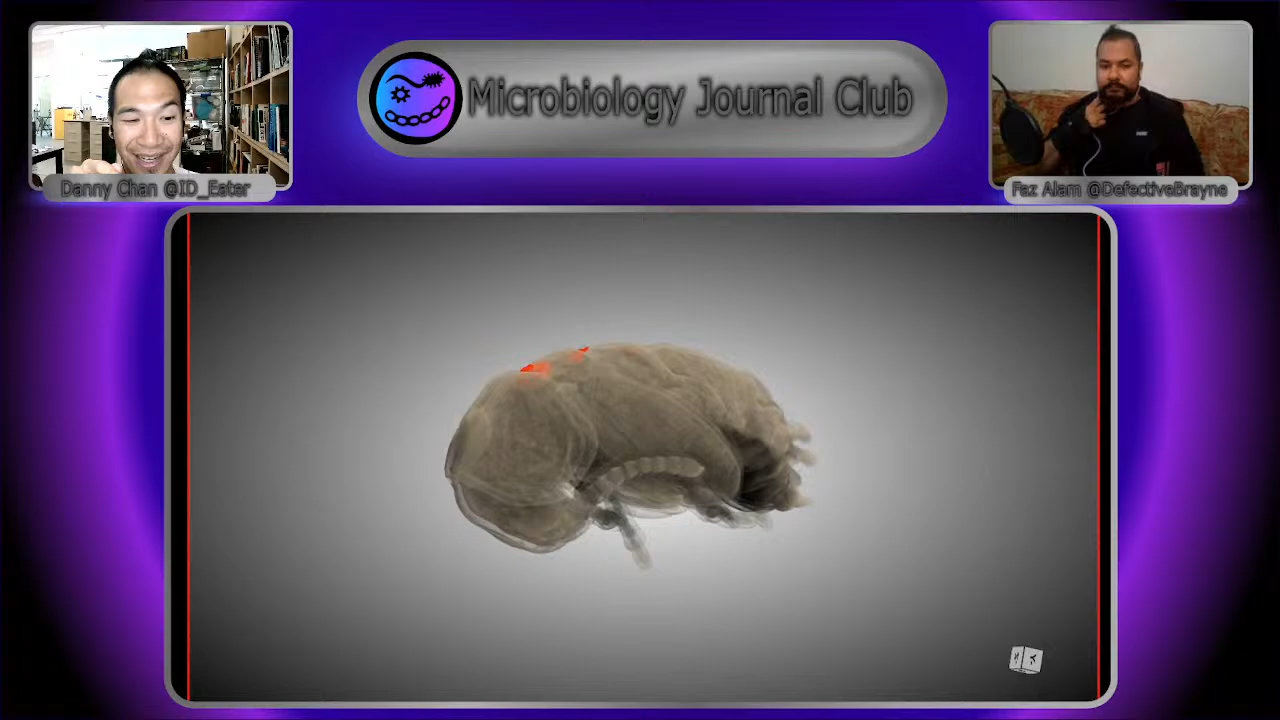 Microbiology Journal Club
Danny Chan @ID_Eater
Faz Alam @DefectiveBrayne